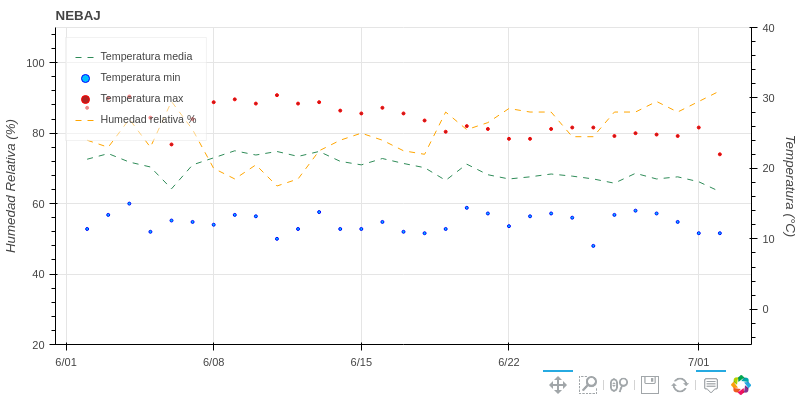 NEBAJ
Temperatura media
Temperatura min
Temperatura max
Humedad relativa %
Humedad Relativa (%)
100
80
60
40
20
Temperatura (°C)
40
30
20
10
0
6/01 6/08 6/15 6/22 7/01